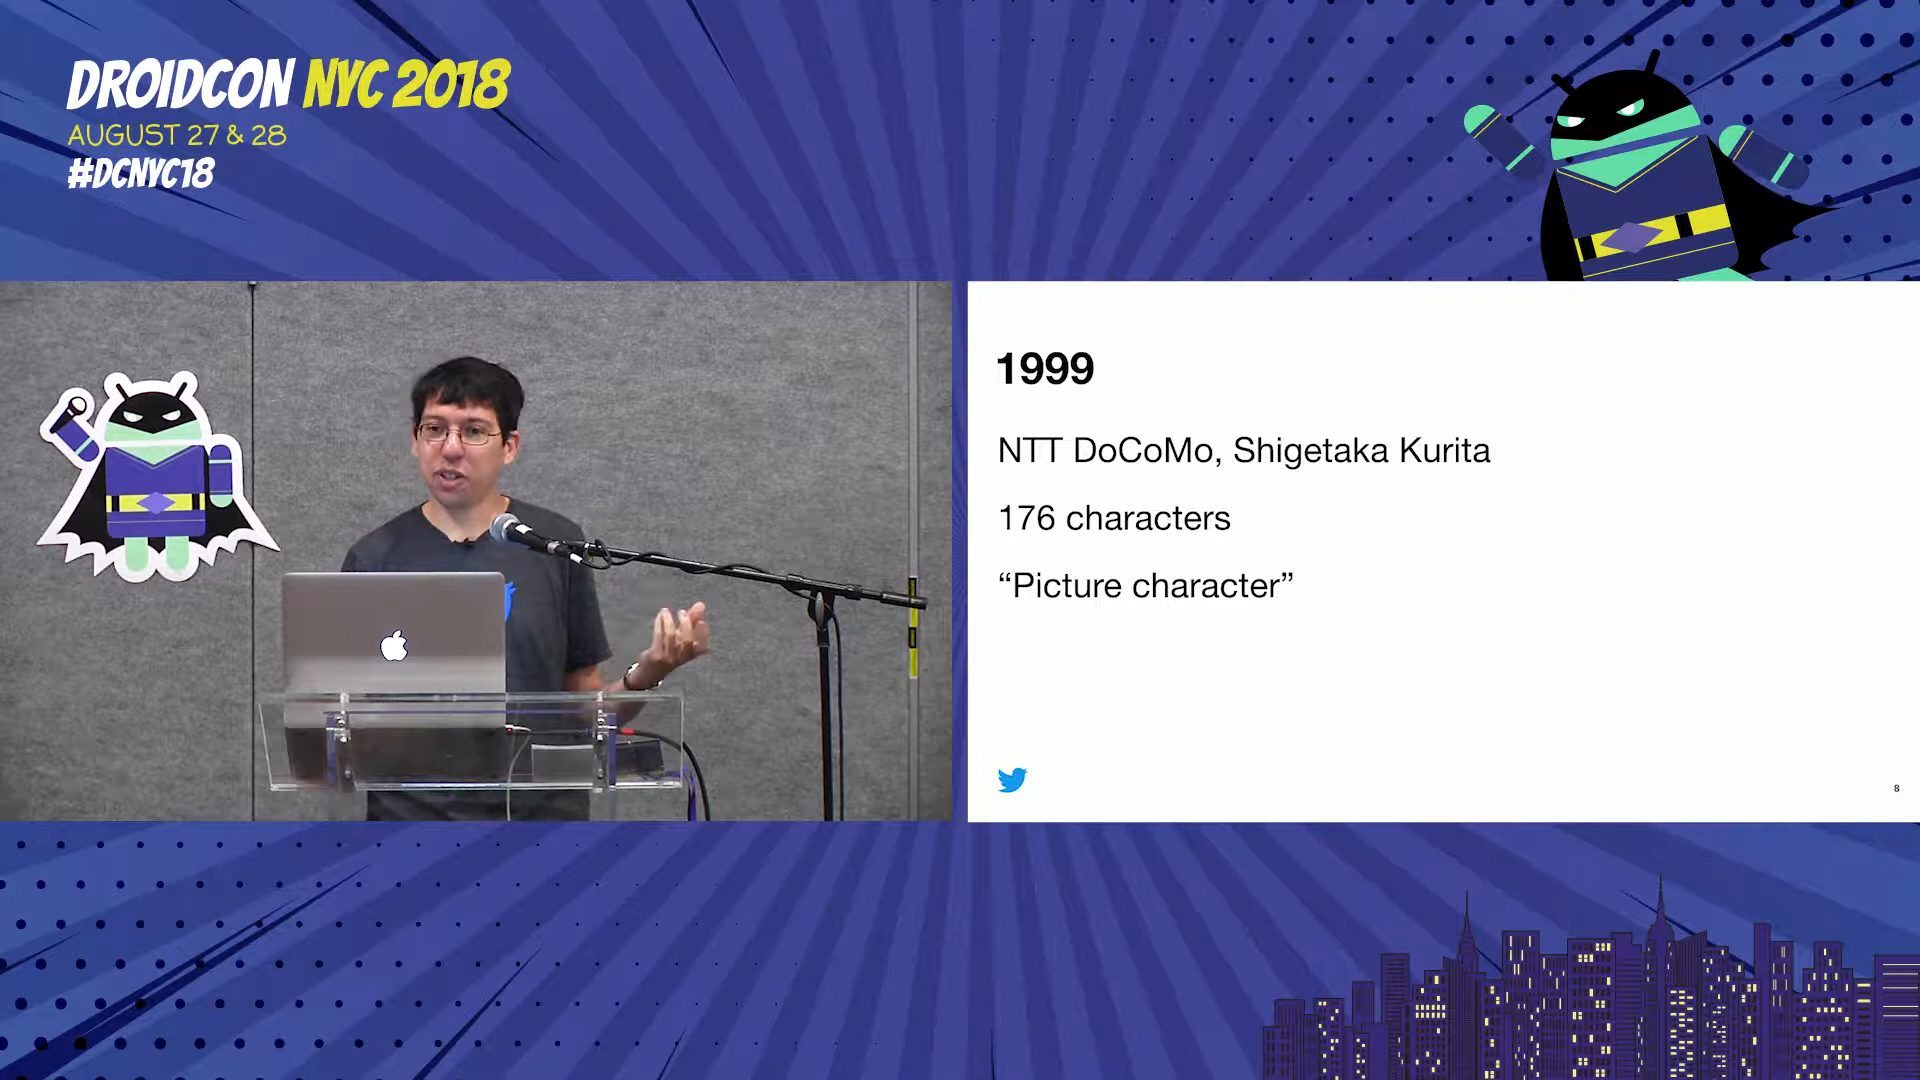 DROIDCON NYC 2018
AUGUST 27 & 28
#DCNYC18
1999
NTT DoCoMo, Shigetaka Kurita
176 characters
“Picture character”
8